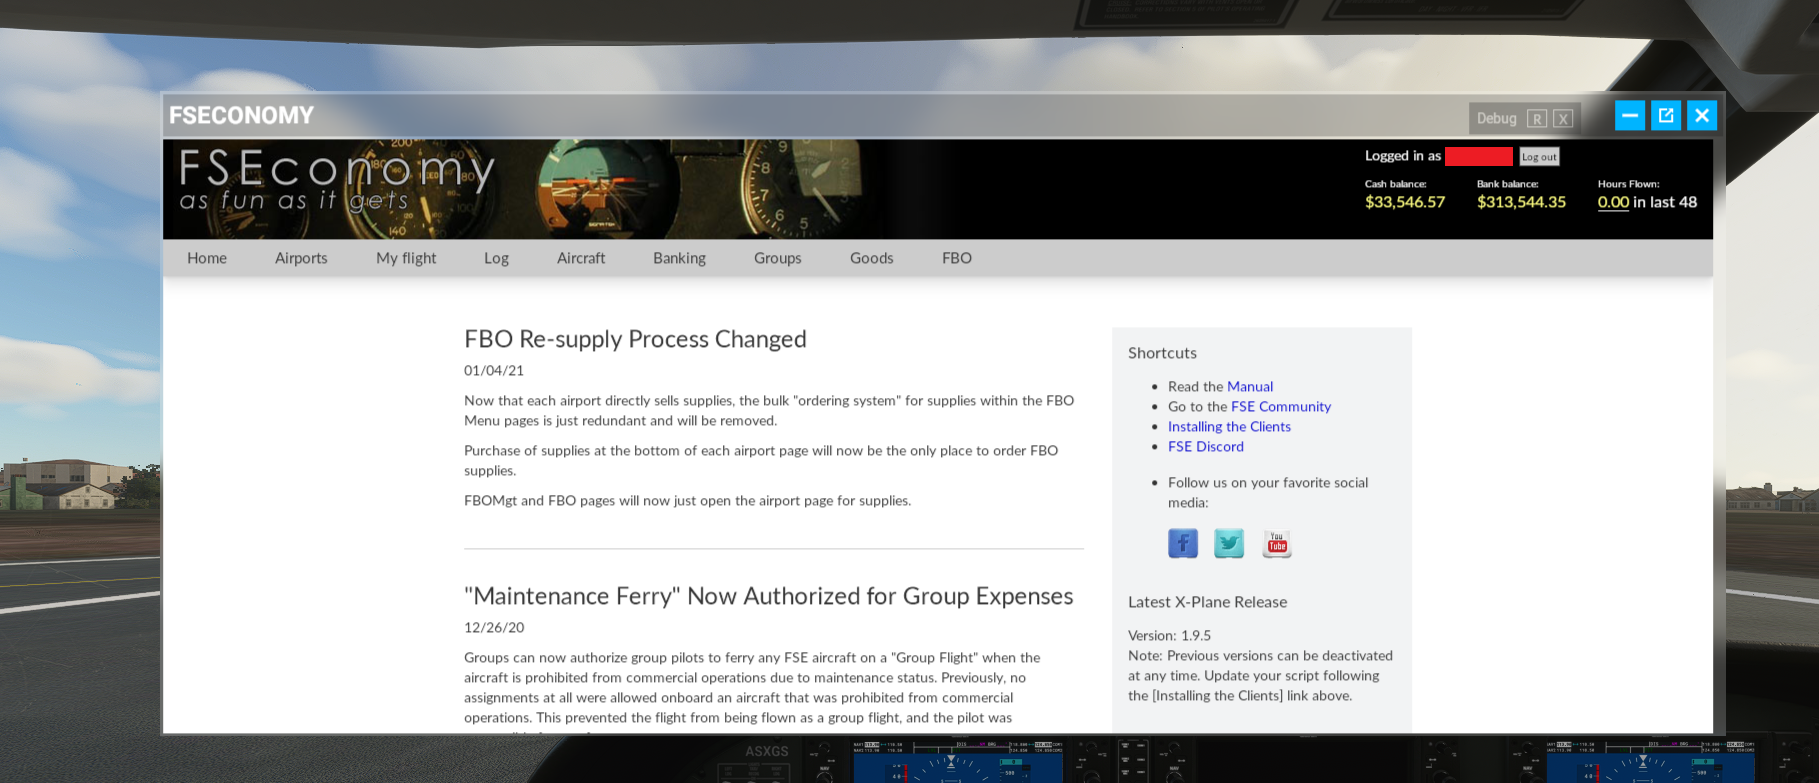 FSECONOMY
Debug R X
FSEconomy
as fun as it gets
Logged in as Log out
Cash balance: Bank balance: Hours Flown:
$33,546.57 $313,544.35 0.00 in last 48
Home Airports My flight Log Aircraft Banking Groups Goods FBO
FBO Re-supply Process Changed
01/04/21
Now that each airport directly sells supplies, the bulk "ordering system" for supplies within the FBO
Menu pages is just redundant and will be removed.
Purchase of supplies at the bottom of each airport page will now be the only place to order FBO
supplies.
FBOMgt and FBO pages will now just open the airport page for supplies.
"Maintenance Ferry" Now Authorized for Group Expenses
12/26/20
Groups can now authorize group pilots to ferry any FSE aircraft on a "Group Flight" when the
aircraft is prohibited from commercial operations due to maintenance status. Previously, no
assignments at all were allowed onboard an aircraft that was prohibited from commercial
operations. This prevented the flight from being flown as a group flight, and the pilot was
Shortcuts
Read the Manual
Go to the FSE Community
Installing the Clients
FSE Discord
Follow us on your favorite social
media:
You
Tube
Latest X-Plane Release
Version: 1.9.5
Note: Previous versions can be deactivated
at any time. Update your script following
the [Installing the Clients] link above.
ASXGS